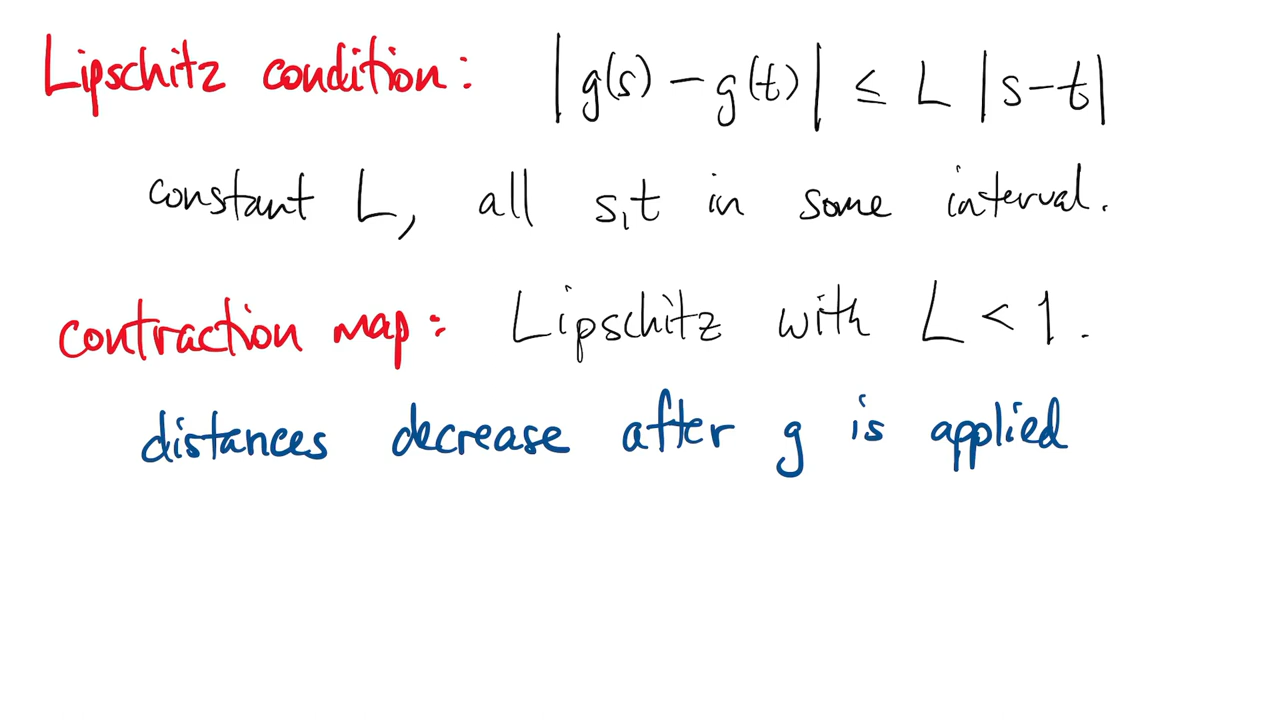 Lipschitz condition: |g(s) - g(t)| ≤ L |s-t|
constant L, all s,t in some interval.
contraction map: Lipschitz with L < 1.
distances decrease after g is applied